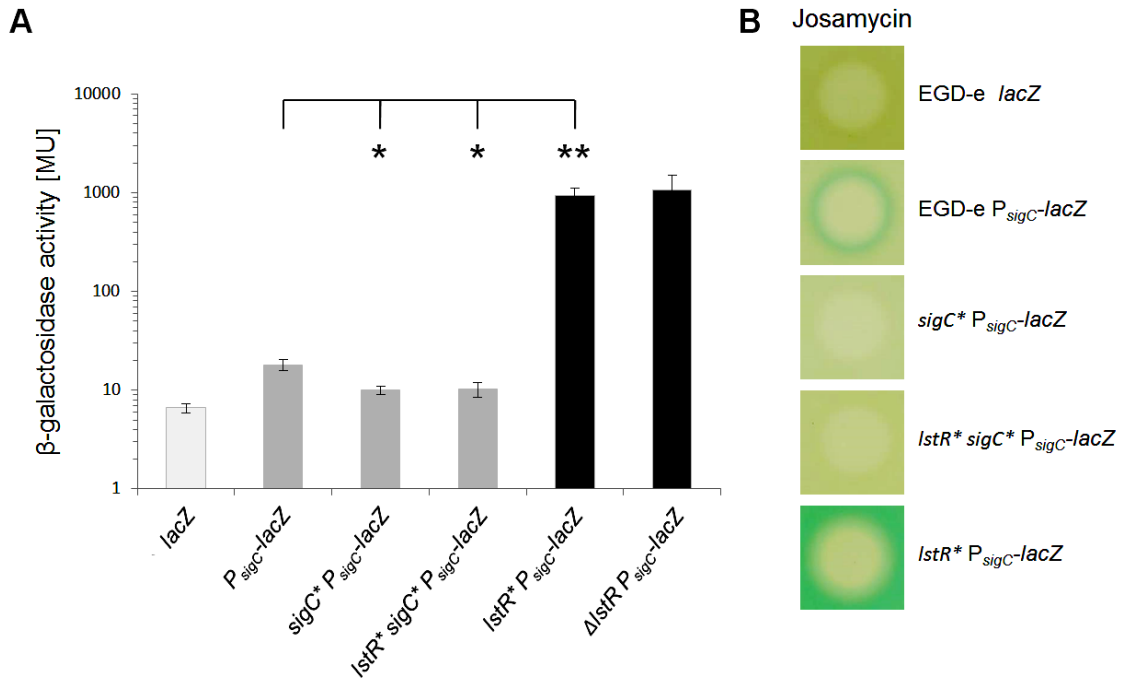 A
β-galactosidase activity [MU]
10000
1000
100
10
1
*
*
**
lacZ
PsigC-lacZ
sigC* PsigC-lacZ
lstR* sigC* PsigC-lacZ
lstR* PsigC-lacZ
ΔlstR PsigC-lacZ
B
Josamycin
EGD-e lacZ
EGD-e PsigC-lacZ
sigC* PsigC-lacZ
lstR* sigC* PsigC-lacZ
lstR* PsigC-lacZ